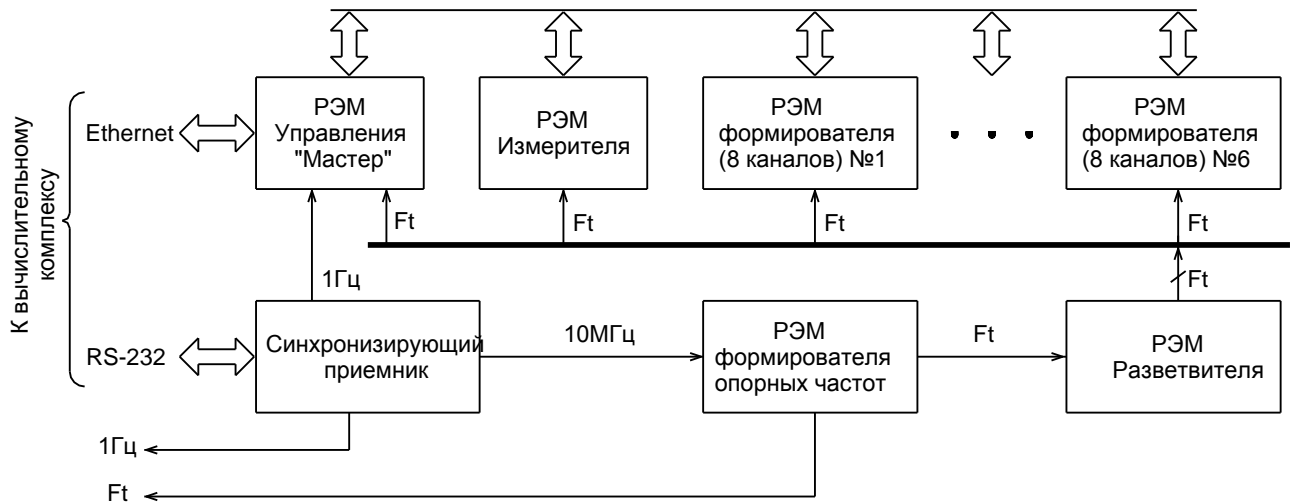 К вычислительному
комплексу
Ethernet
РЭМ
Управления
"Мастер"
РЭМ
Измерителя
РЭМ
формирователя
(8 каналов) №1
РЭМ
формирователя
(8 каналов) №6
Ft
Ft
Ft
Ft
1Гц
Ft
RS-232
Синхронизирующий
приемник
10МГц
РЭМ
формирователя
опорных частот
Ft
РЭМ
Разветвителя
1Гц
Ft